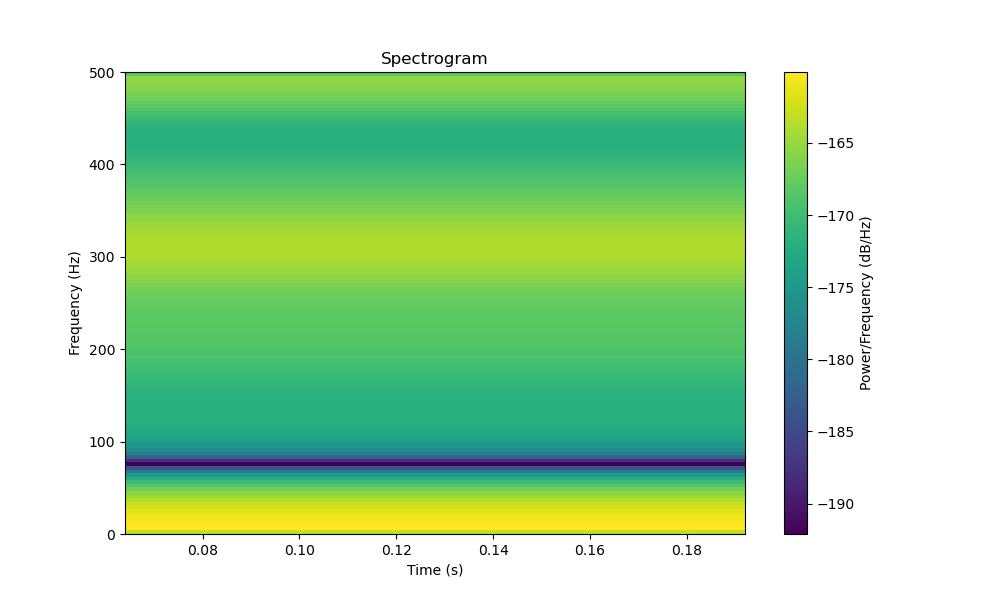 Spectrogram
500
400
300
200
100
0
Frequency (Hz)
0.08 0.10 0.12 0.14 0.16 0.18
Time (s)
−165
−170
−175
−180
−185
−190
Power/Frequency (dB/Hz)